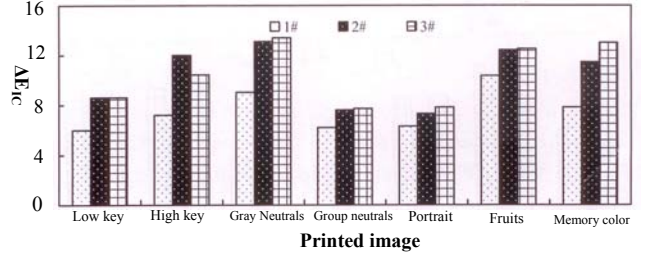 16
1# 2# 3#
12
ΔE_IC
8
4
0
Low key High key Gray Neutrals Group neutrals Portrait Fruits Memory color
Printed image